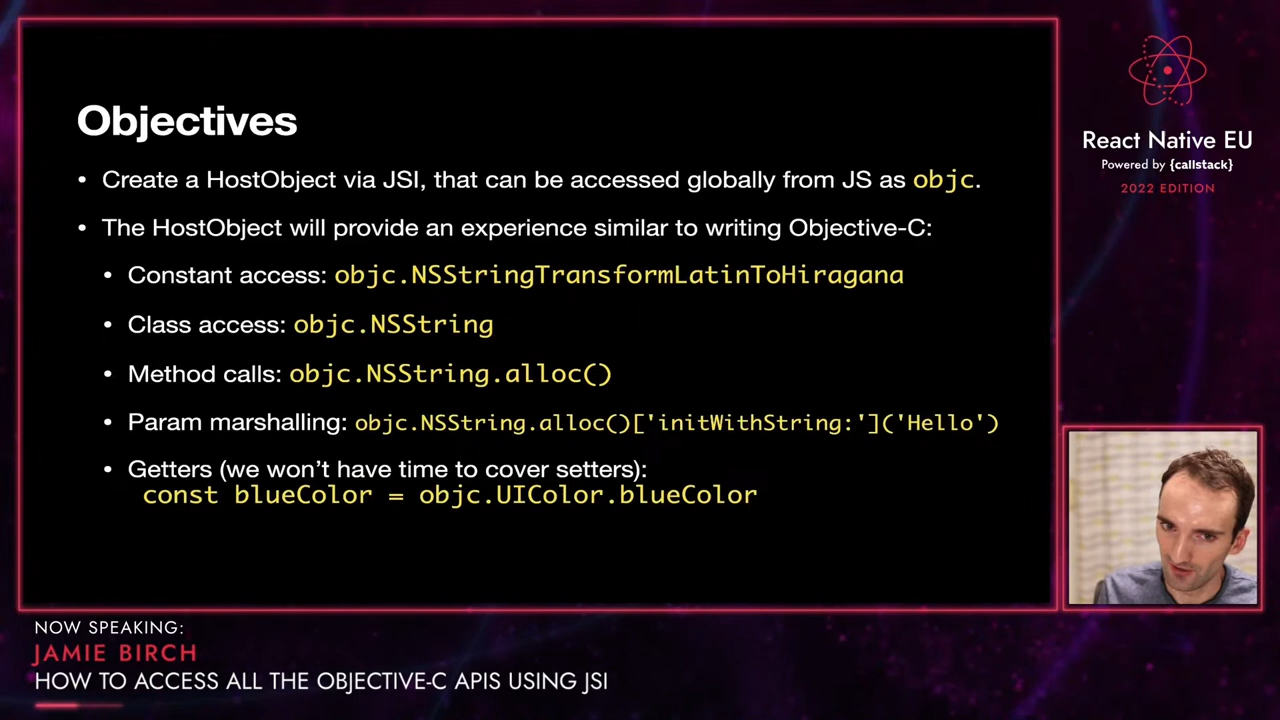 Objectives
• Create a HostObject via JSI, that can be accessed globally from JS as objc.
• The HostObject will provide an experience similar to writing Objective-C:
• Constant access: objc.NSStringTransformLatinToHiragana
• Class access: objc.NSString
• Method calls: objc.NSString.alloc()
• Param marshalling: objc.NSString.alloc()['initWithString:']('Hello')
• Getters (we won’t have time to cover setters):
const blueColor = objc.UIColor.blueColor
React Native EU
Powered by {callstack}
2022 EDITION
NOW SPEAKING:
JAMIE BIRCH
HOW TO ACCESS ALL THE OBJECTIVE-C APIS USING JSI